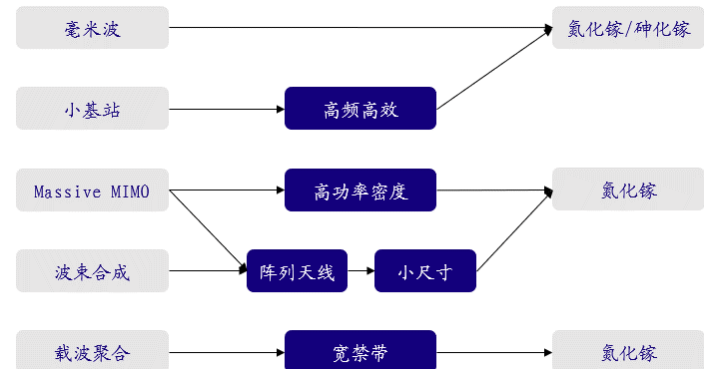 毫米波
氮化镓/砷化镓
小基站
高频高效
Massive MIMO
高功率密度
氮化镓
波束合成
阵列天线
小尺寸
载波聚合
宽禁带
氮化镓